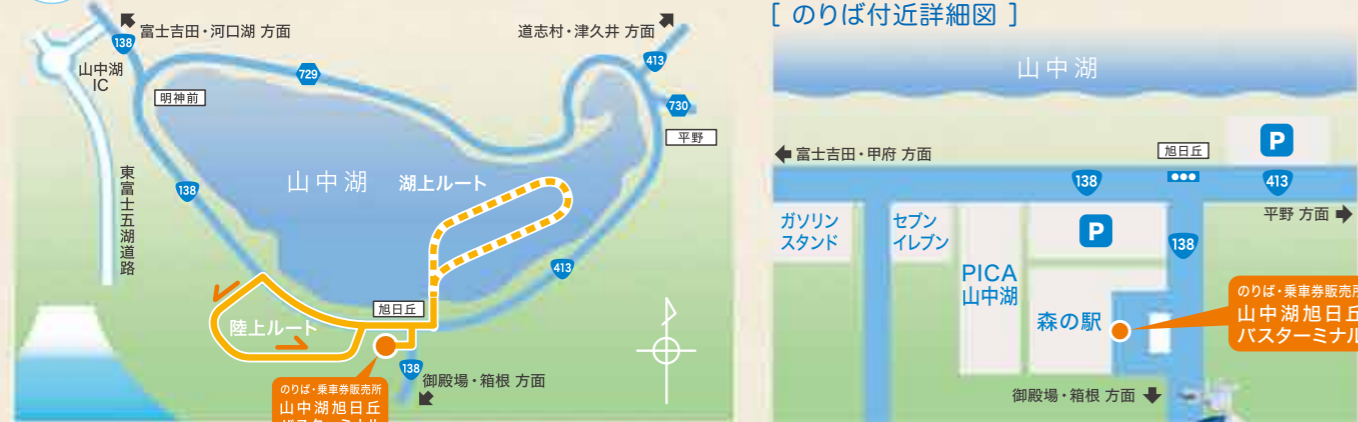 富士吉田・河口湖 方面
道志村・津久井 方面
138
413
山中湖
IC
729
明神前
730
平野
東富士五湖道路
138
山中湖
湖上ルート
413
旭日丘
陸上ルート
138
御殿場・箱根 方面
のりば・乗車券販売所
山中湖旭日丘
バスターミナル
[ のりば付近詳細図 ]
山中湖
富士吉田・甲府 方面
旭日丘
P
138
413
平野 方面
ガソリン
スタンド
セブン
イレブン
P
138
PICA
山中湖
森の駅
のりば・乗車券販売所
山中湖旭日丘
バスターミナル
御殿場・箱根 方面